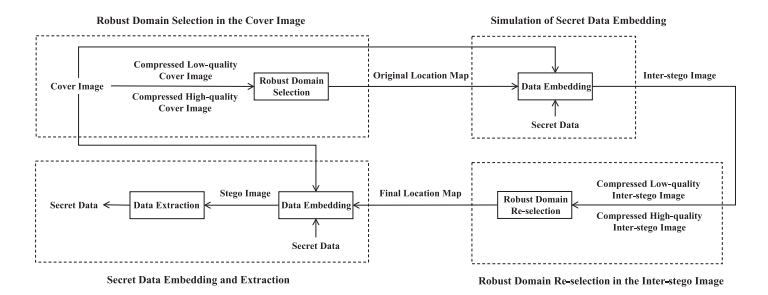 Robust Domain Selection in the Cover Image
Simulation of Secret Data Embedding
Cover Image
Compressed Low-quality
Cover Image
Compressed High-quality
Cover Image
Robust Domain
Selection
Original Location Map
Data Embedding
Secret Data
Inter-stego Image
Secret Data
Data Extraction
Stego Image
Data Embedding
Secret Data
Final Location Map
Robust Domain
Re-selection
Compressed Low-quality
Inter-stego Image
Compressed High-quality
Inter-stego Image
Secret Data Embedding and Extraction
Robust Domain Re-selection in the Inter-stego Image